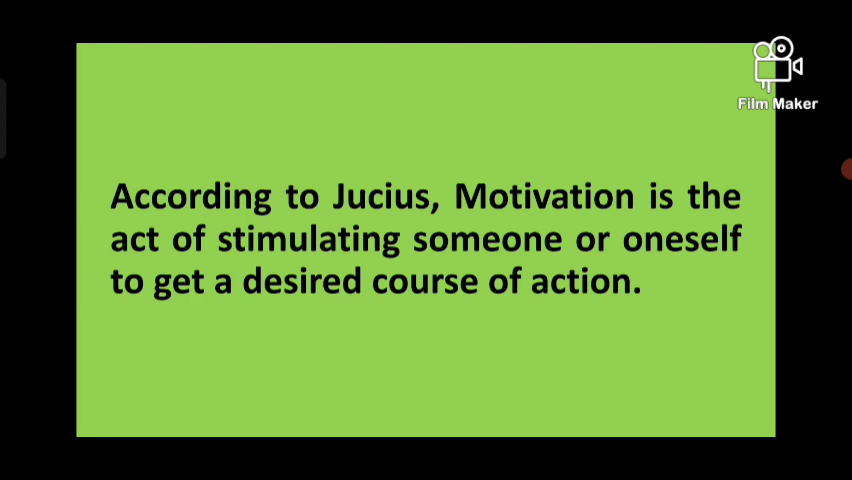 Film Maker
According to Jucius, Motivation is the
act of stimulating someone or oneself
to get a desired course of action.